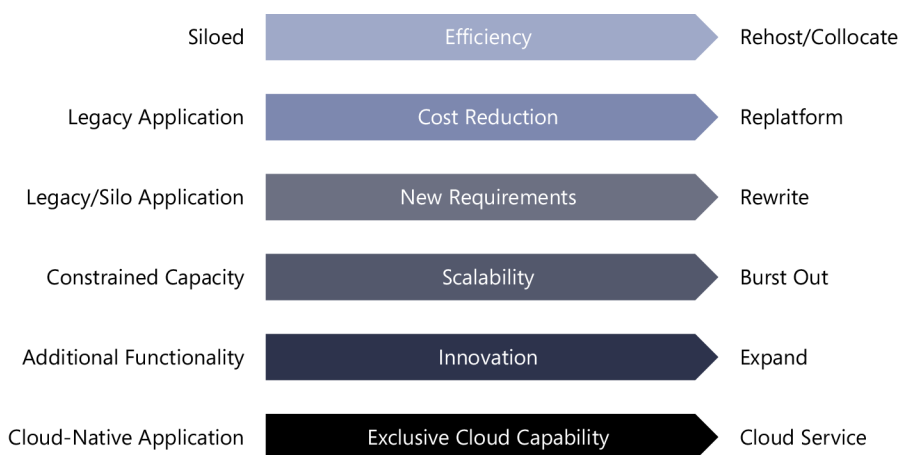 Siloed Efficiency Rehost/Collocate
Legacy Application Cost Reduction Replatform
Legacy/Silo Application New Requirements Rewrite
Constrained Capacity Scalability Burst Out
Additional Functionality Innovation Expand
Cloud-Native Application Exclusive Cloud Capability Cloud Service